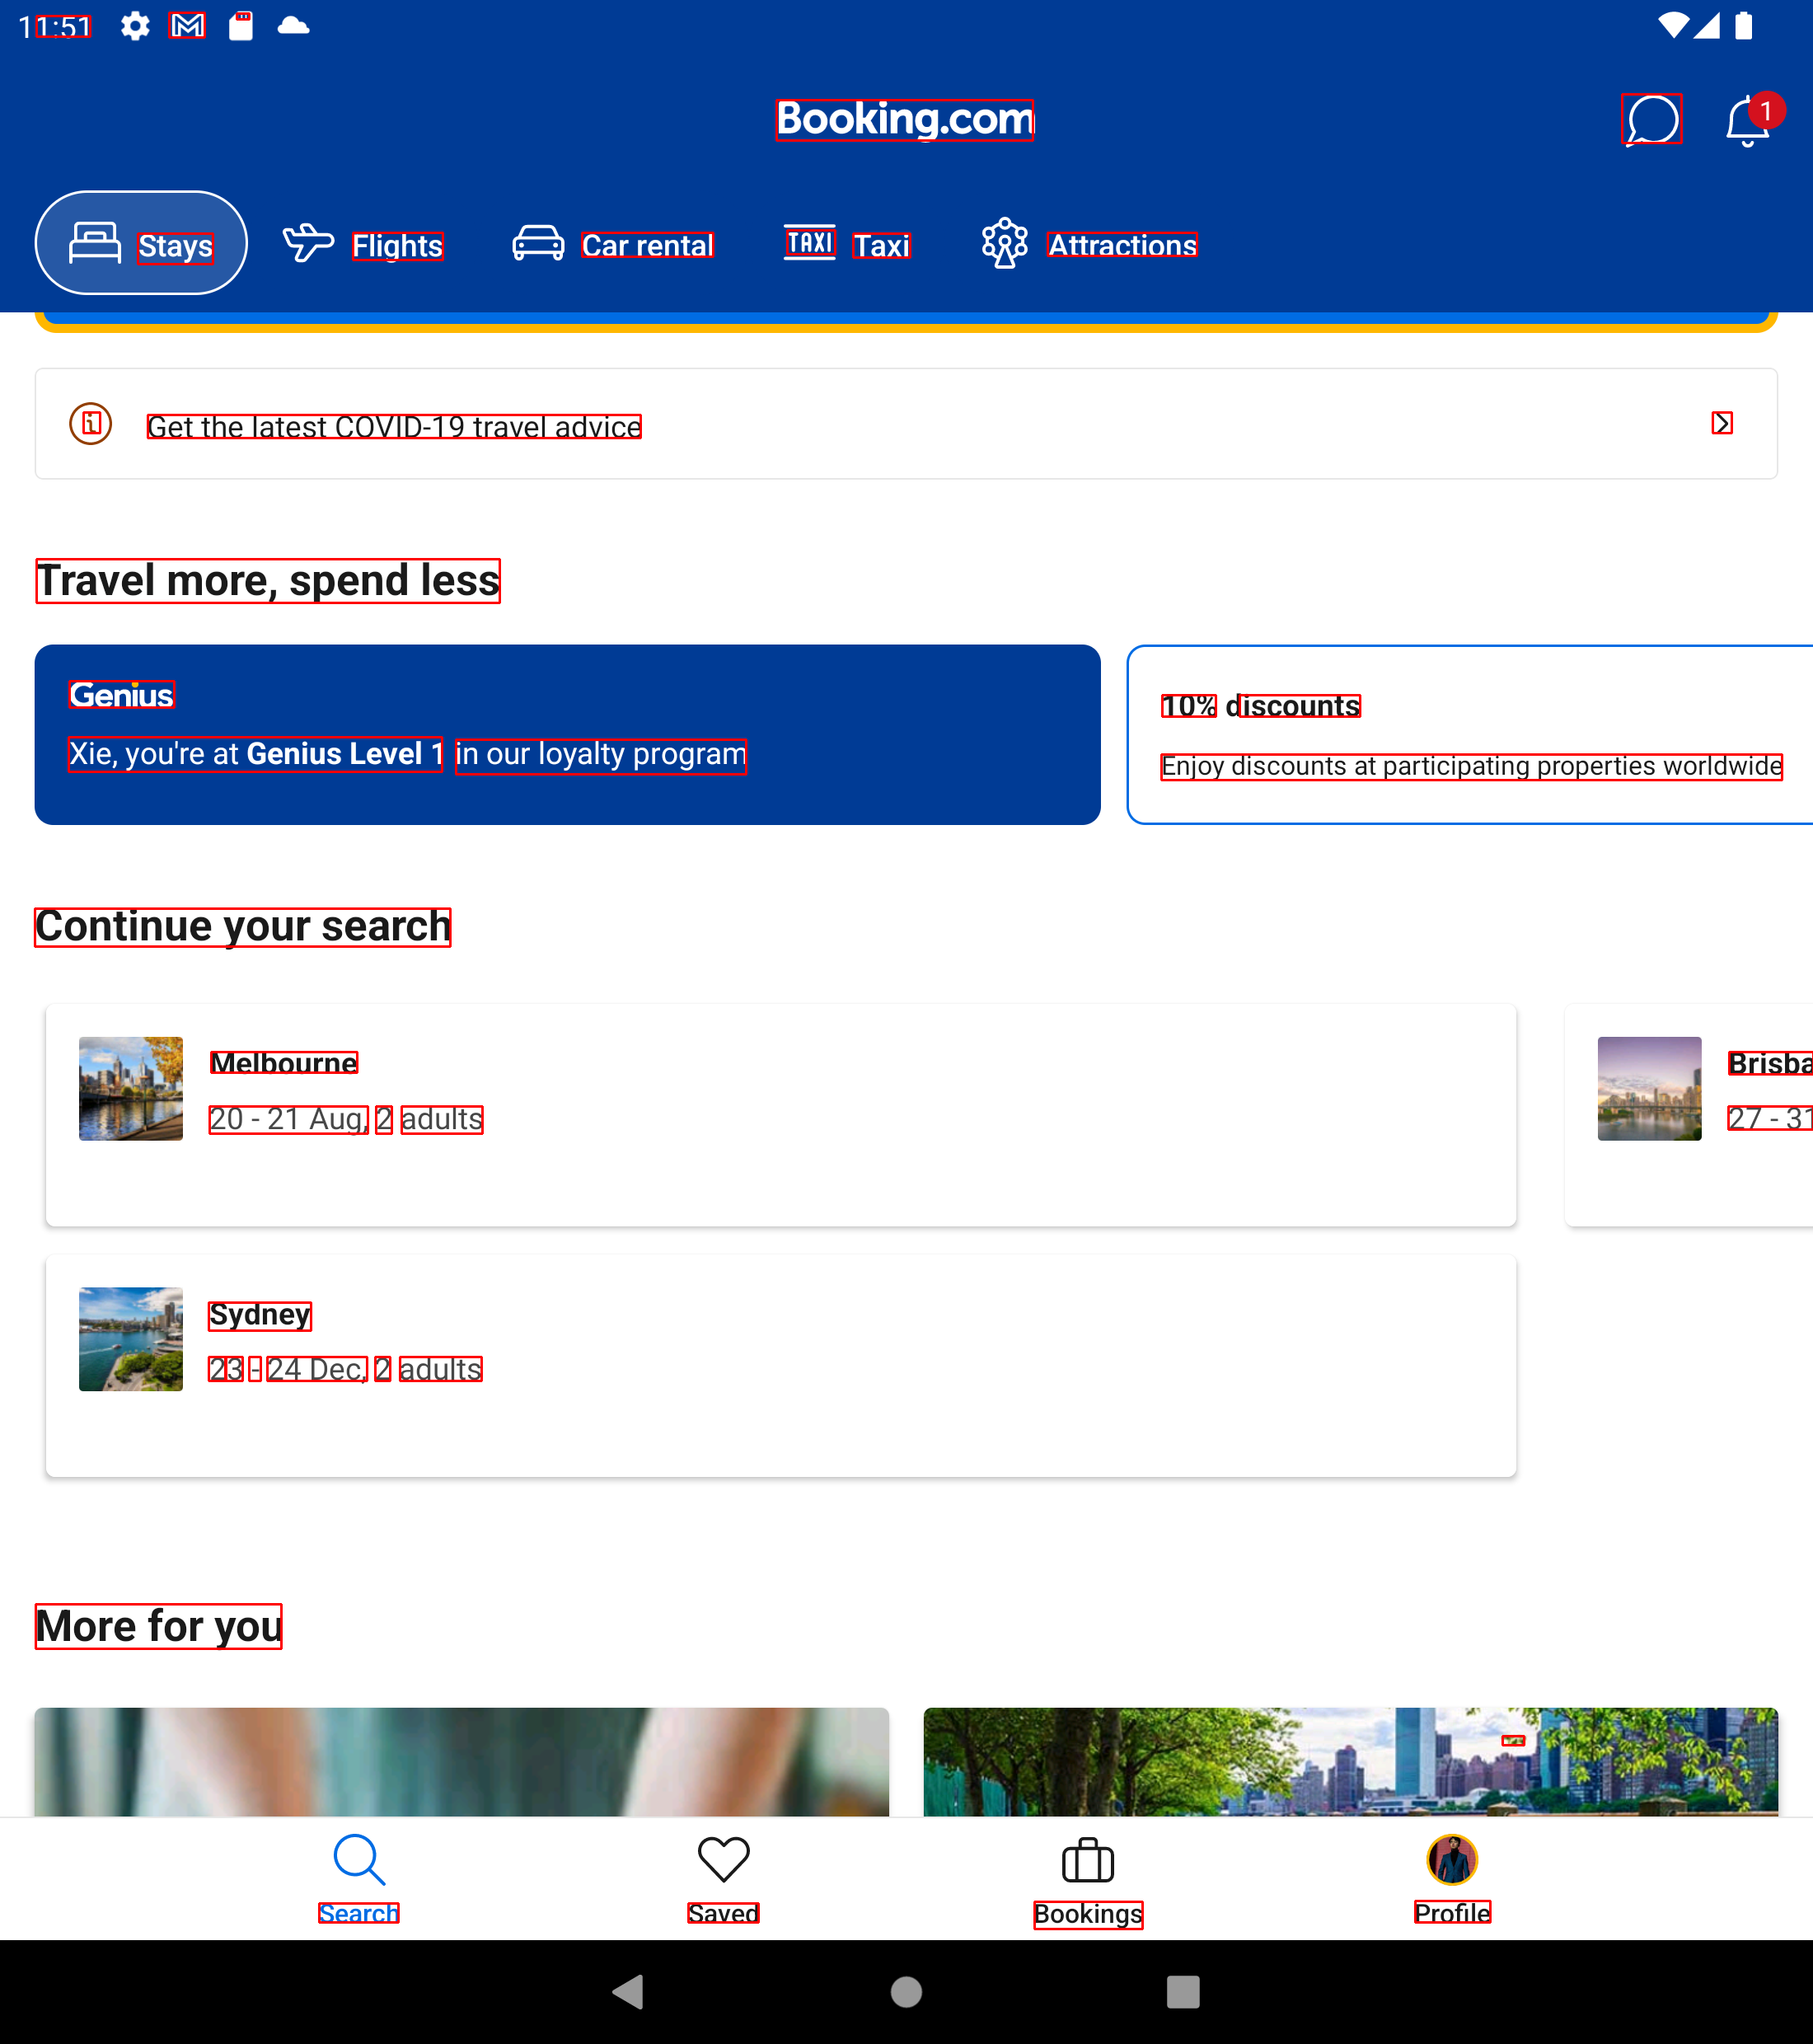 11:51
Booking.com
1
Stays
Flights
Car rental
TAXI
Taxi
Attractions
Get the latest COVID-19 travel advice
Travel more, spend less
Genius
Xie, you're at Genius Level 1 in our loyalty program
10% discounts
Enjoy discounts at participating properties worldwide
Continue your search
Melbourne
20 - 21 Aug, 2 adults
Brisba
27 - 31
Sydney
23 - 24 Dec, 2 adults
More for you
Search
Saved
Bookings
Profile